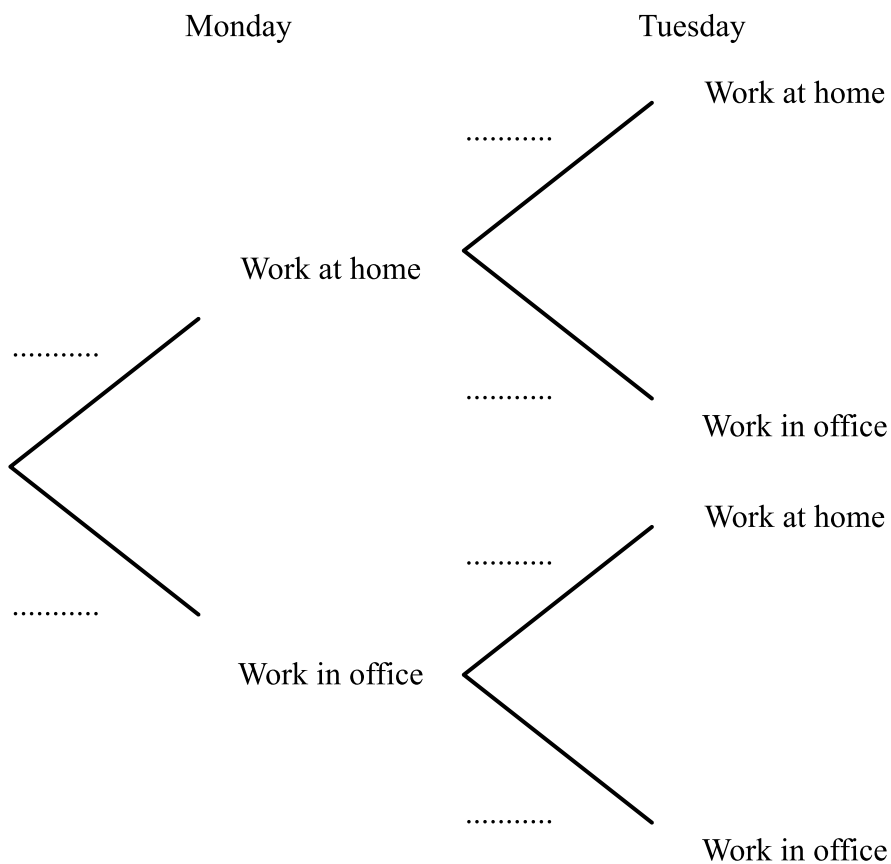 Monday
Tuesday
Work at home
...........
Work at home
...........
...........
Work in office
Work at home
...........
...........
Work in office
...........
Work in office